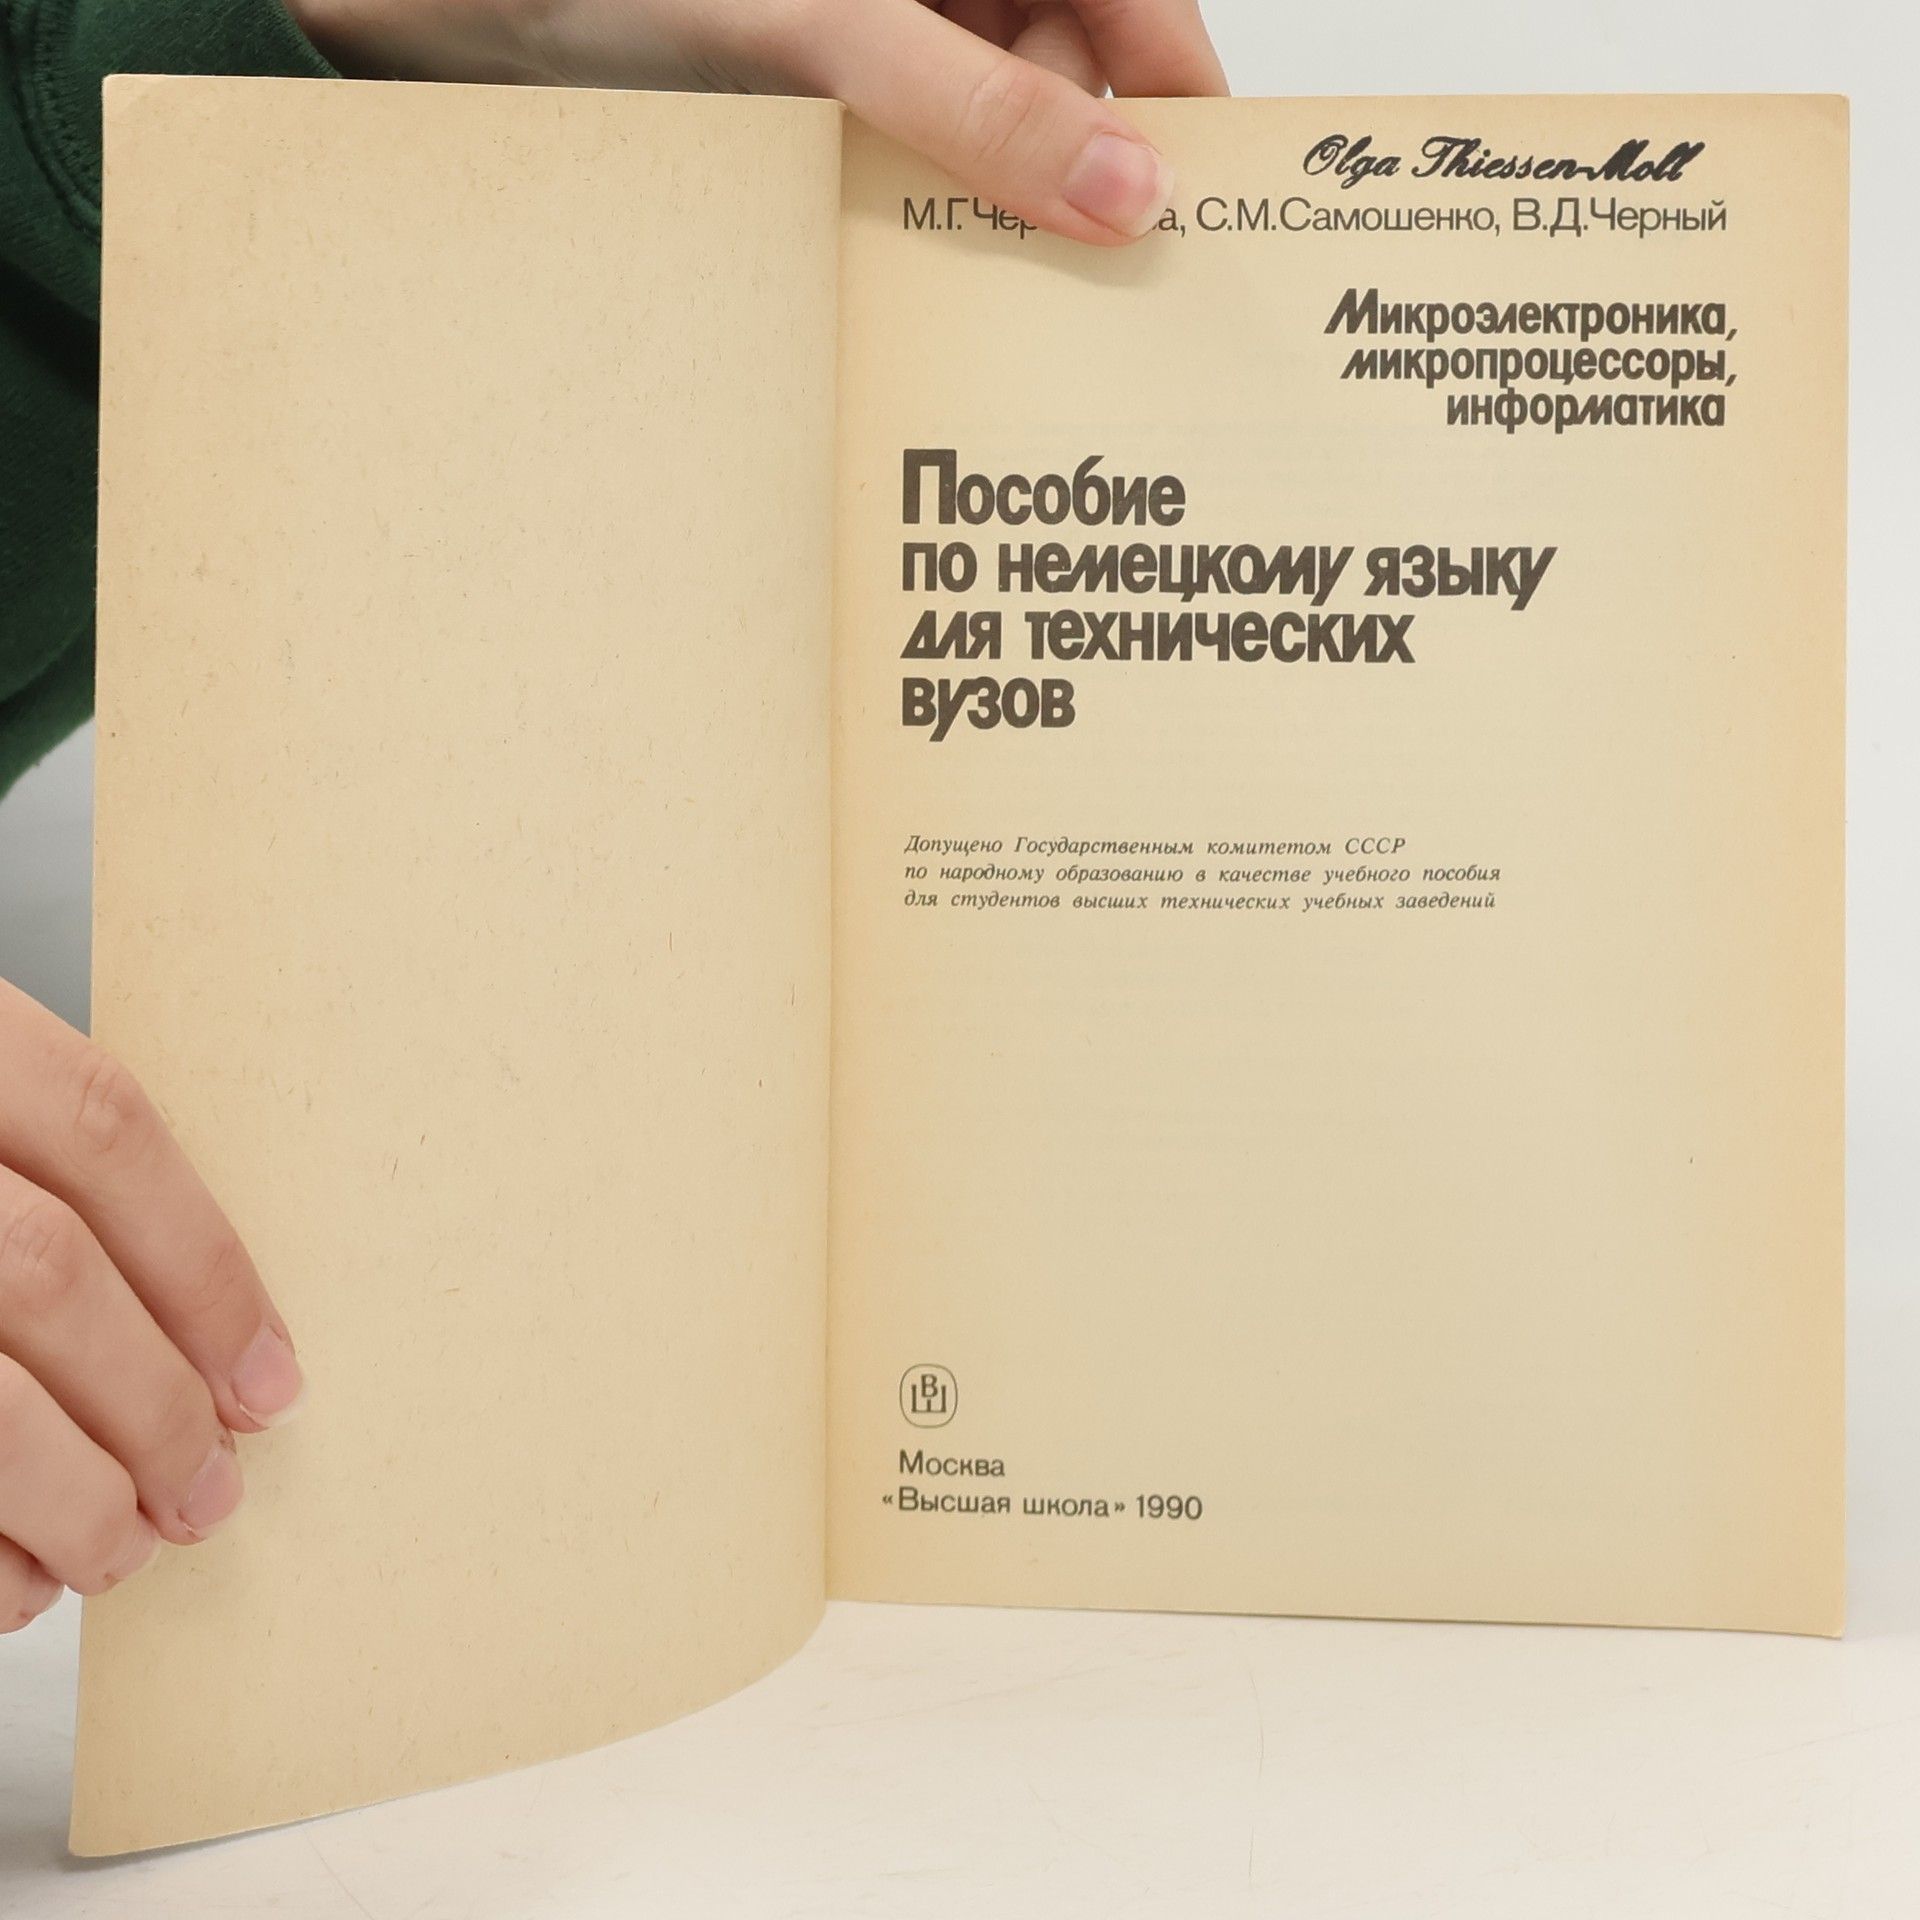 Olga Thiessen-Moll
М.Г. С.М.Самошенко, В.Д.Черный
Микроэлектроника,
микропроцессоры,
информатика
Пособие
по немецкому языку
для технических
вузов
Допущено Государственным комитетом СССР
по народному образованию в качестве учебного пособия
для студентов высших технических учебных заведений
ВШ
Москва
«Высшая школа» 1990